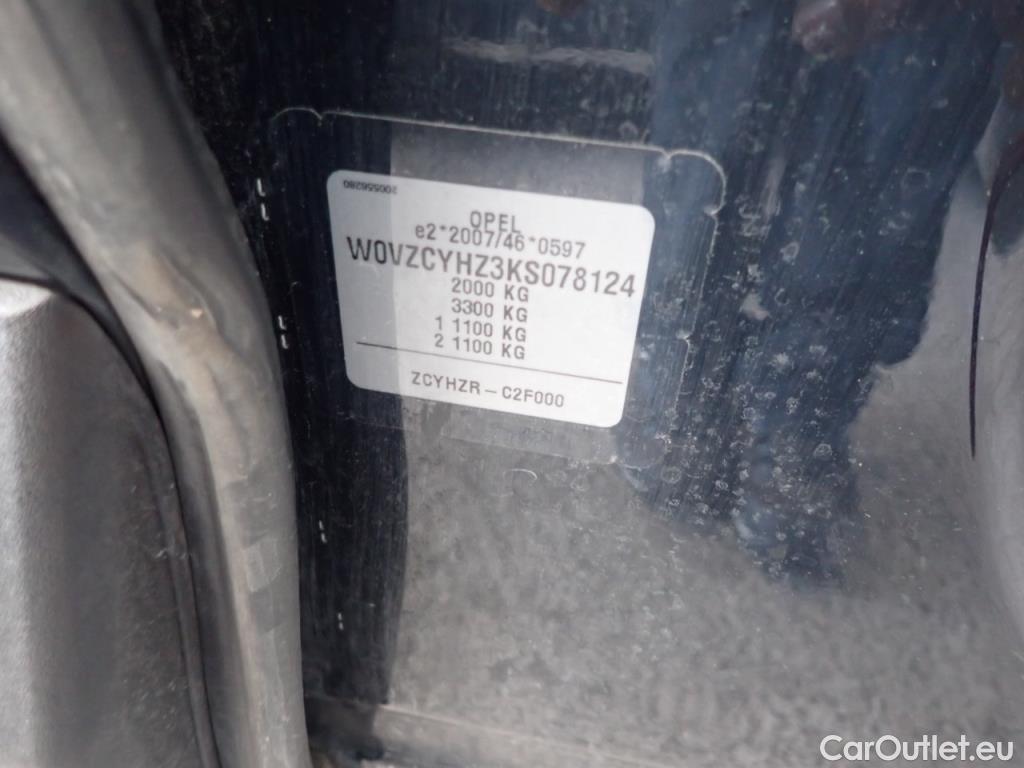 200556280
OPEL
e2*2007/46*0597
W0VZCYHZ3KS078124
2000 KG
3300 KG
1 1100 KG
2 1100 KG
ZCYHZR-C2F000
CarOutlet.eu